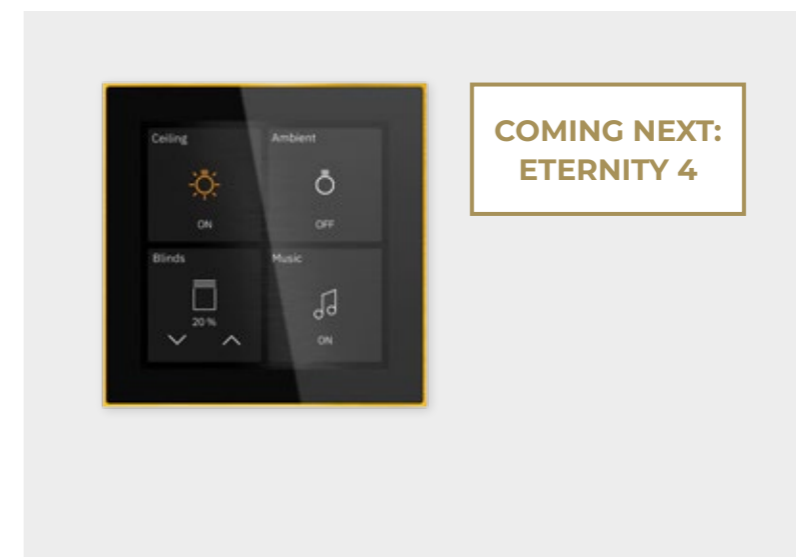 Ceiling
ON
Ambient
OFF
Blinds
20 %
Music
ON
COMING NEXT:
ETERNITY 4